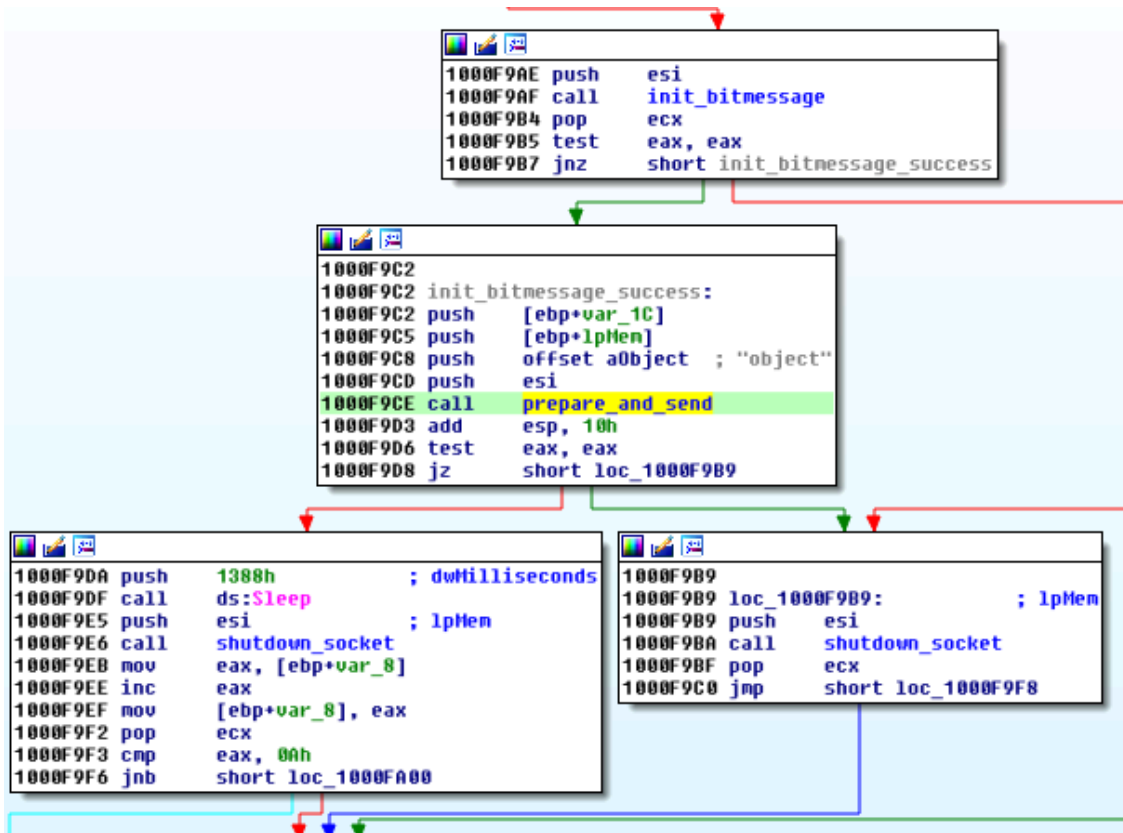 1000F9AE push esi
1000F9AF call init_bitmessage
1000F9B4 pop ecx
1000F9B5 test eax, eax
1000F9B7 jnz short init_bitmessage_success
1000F9C2
1000F9C2 init_bitmessage_success:
1000F9C2 push [ebp+var_1C]
1000F9C5 push [ebp+lpMem]
1000F9C8 push offset aObject ; "object"
1000F9CD push esi
1000F9CE call prepare_and_send
1000F9D3 add esp, 10h
1000F9D6 test eax, eax
1000F9D8 jz short loc_1000F9B9
1000F9DA push 1388h ; dwMilliseconds
1000F9DF call ds:Sleep
1000F9E5 push esi ; lpMem
1000F9E6 call shutdown_socket
1000F9EB mov eax, [ebp+var_8]
1000F9EE inc eax
1000F9EF mov [ebp+var_8], eax
1000F9F2 pop ecx
1000F9F3 cmp eax, 0Ah
1000F9F6 jnb short loc_1000FA00
1000F9B9
1000F9B9 loc_1000F9B9: ; lpMem
1000F9B9 push esi
1000F9BA call shutdown_socket
1000F9BF pop ecx
1000F9C0 jmp short loc_1000F9F8